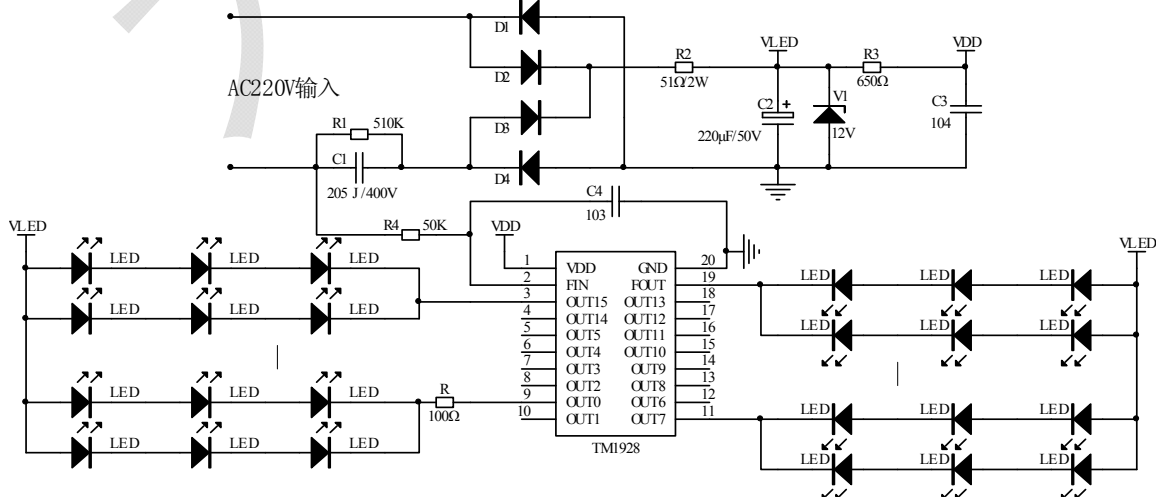 D1
D2
AC220V输入
R1 510K
D3
C1
D4
205 J/400V
R2
51Ω/2W
VLED
R3
650Ω
VDD
C2 +
220μF/50V
V1
12V
C3
104
C4
103
R4 50K
VDD
VLED
LED LED LED
LED LED LED
LED LED LED
LED LED LED
R
100Ω
1 VDD GND 20
2 FIN FOUT 19
3 OUT15 OUT13 18
4 OUT14 OUT12 17
5 OUT5 OUT11 16
6 OUT4 OUT10 15
7 OUT3 OUT9 14
8 OUT2 OUT8 13
9 OUT0 OUT6 12
10 OUT1 OUT7 11
TM1928
VLED
LED LED LED
LED LED LED
LED LED LED
LED LED LED